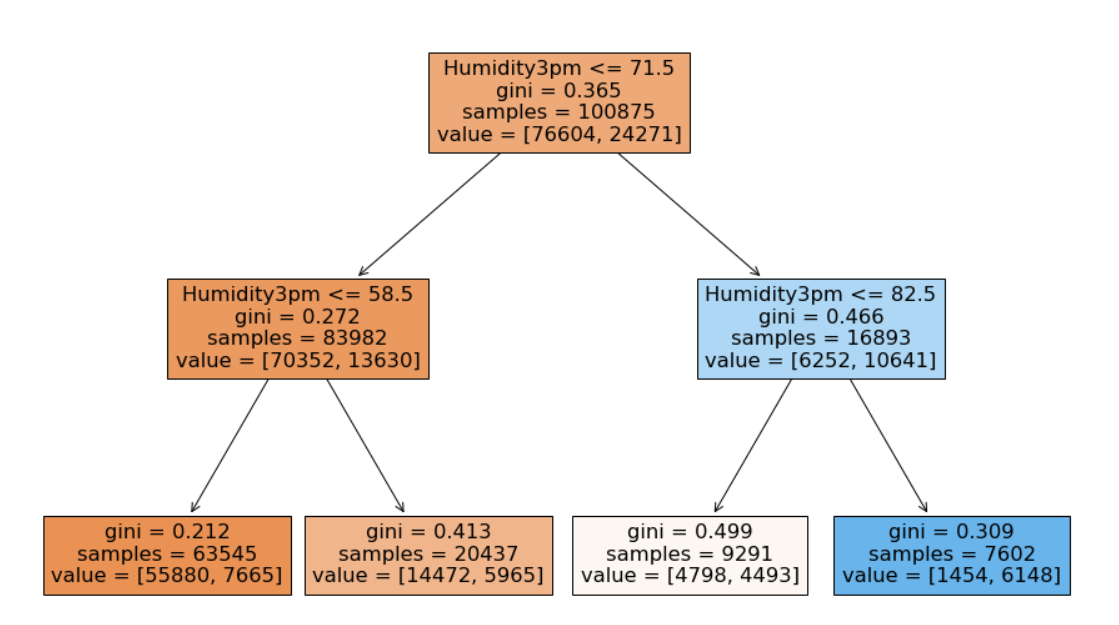 Humidity3pm <= 71.5
gini = 0.365
samples = 100875
value = [76604, 24271]
Humidity3pm <= 58.5
gini = 0.272
samples = 83982
value = [70352, 13630]
Humidity3pm <= 82.5
gini = 0.466
samples = 16893
value = [6252, 10641]
gini = 0.212
samples = 63545
value = [55880, 7665]
gini = 0.413
samples = 20437
value = [14472, 5965]
gini = 0.499
samples = 9291
value = [4798, 4493]
gini = 0.309
samples = 7602
value = [1454, 6148]